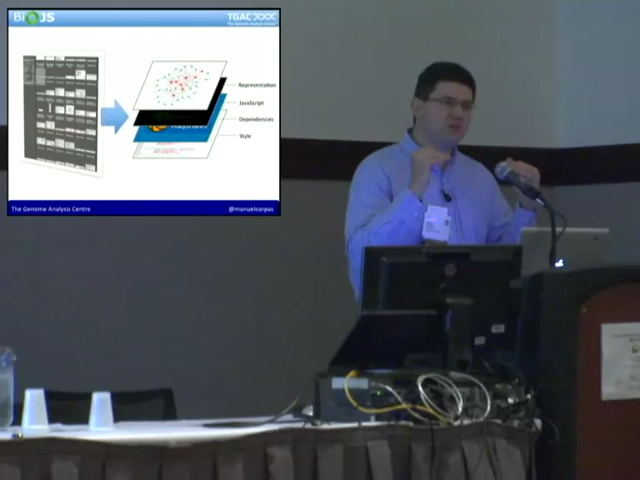 BiOJS
TGAC
The Genome Analysis Centre
Representation
JavaScript
Dependencies
Style
The Genome Analysis Centre
@manuelcorpas